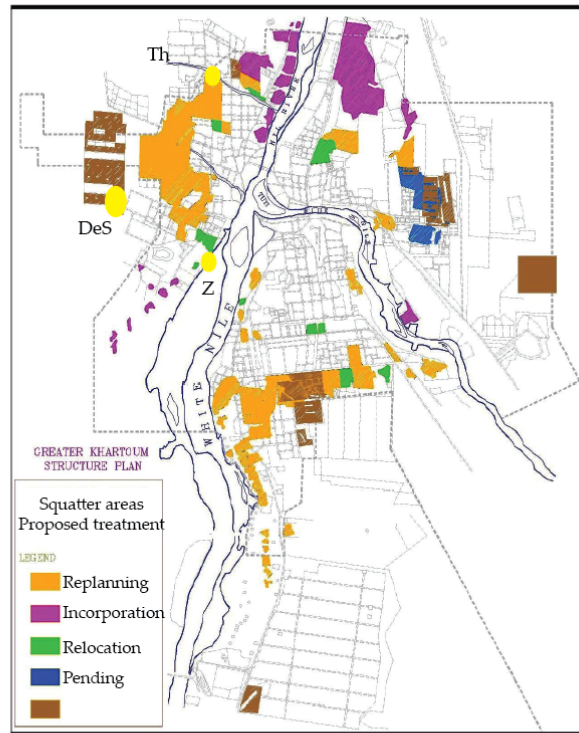 Th
DeS
Z
WHITE NILE
GREATER KHARTOUM
STRUCTURE PLAN
Squatter areas
Proposed treatment
LEGEND
Replanning
Incorporation
Relocation
Pending